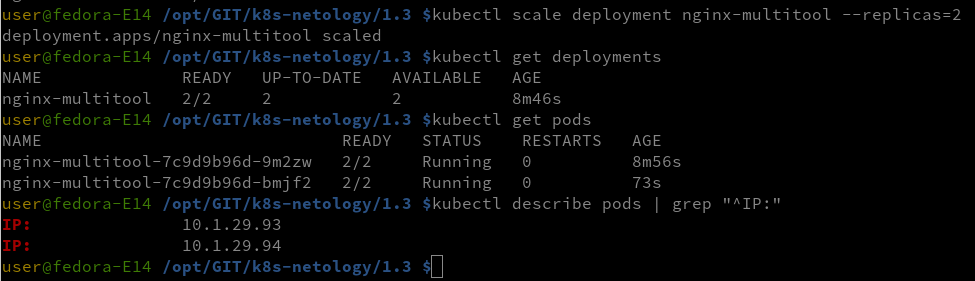 user@fedora-E14 /opt/GIT/k8s-netology/1.3 $kubectl scale deployment nginx-multitool --replicas=2
deployment.apps/nginx-multitool scaled
user@fedora-E14 /opt/GIT/k8s-netology/1.3 $kubectl get deployments
NAME              READY   UP-TO-DATE   AVAILABLE   AGE
nginx-multitool   2/2     2            2           8m46s
user@fedora-E14 /opt/GIT/k8s-netology/1.3 $kubectl get pods
NAME                              READY   STATUS    RESTARTS   AGE
nginx-multitool-7c9d9b96d-9m2zw   2/2     Running   0          8m56s
nginx-multitool-7c9d9b96d-bmjf2   2/2     Running   0          73s
user@fedora-E14 /opt/GIT/k8s-netology/1.3 $kubectl describe pods | grep "^IP:"
IP:               10.1.29.93
IP:               10.1.29.94
user@fedora-E14 /opt/GIT/k8s-netology/1.3 $